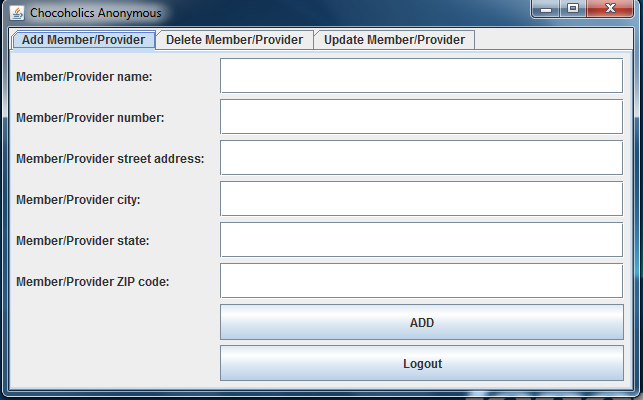 Chocoholics Anonymous
Add Member/Provider Delete Member/Provider Update Member/Provider
Member/Provider name:
Member/Provider number:
Member/Provider street address:
Member/Provider city:
Member/Provider state:
Member/Provider ZIP code:
ADD
Logout